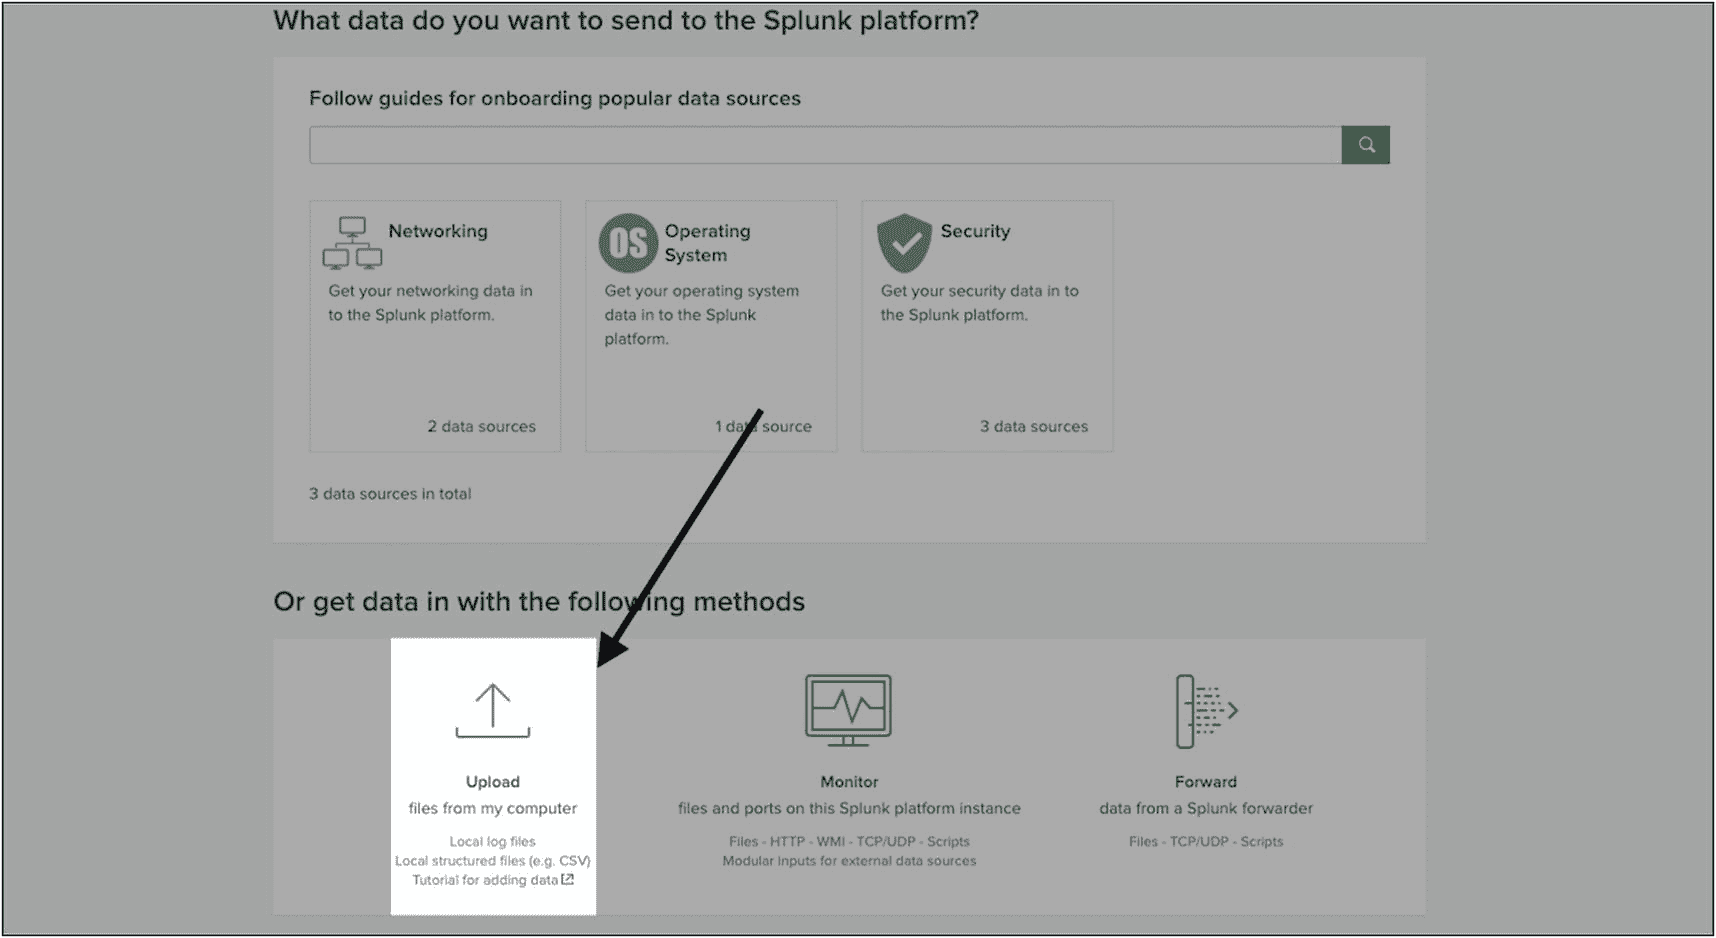 What data do you want to send to the Splunk platform?
Follow guides for onboarding popular data sources
Networking
Get your networking data in
to the Splunk platform.
2 data sources
OS
Operating
System
Get your operating system
data in to the Splunk
platform.
1 data source
Security
Get your security data in to
the Splunk platform.
3 data sources
3 data sources in total
Or get data in with the following methods
Upload
files from my computer
Local log files
Local structured files (e.g. CSV)
Tutorial for adding data
Monitor
files and ports on this Splunk platform instance
Files - HTTP - WMI - TCP/UDP - Scripts
Modular inputs for external data sources
Forward
data from a Splunk forwarder
Files - TCP/UDP - Scripts